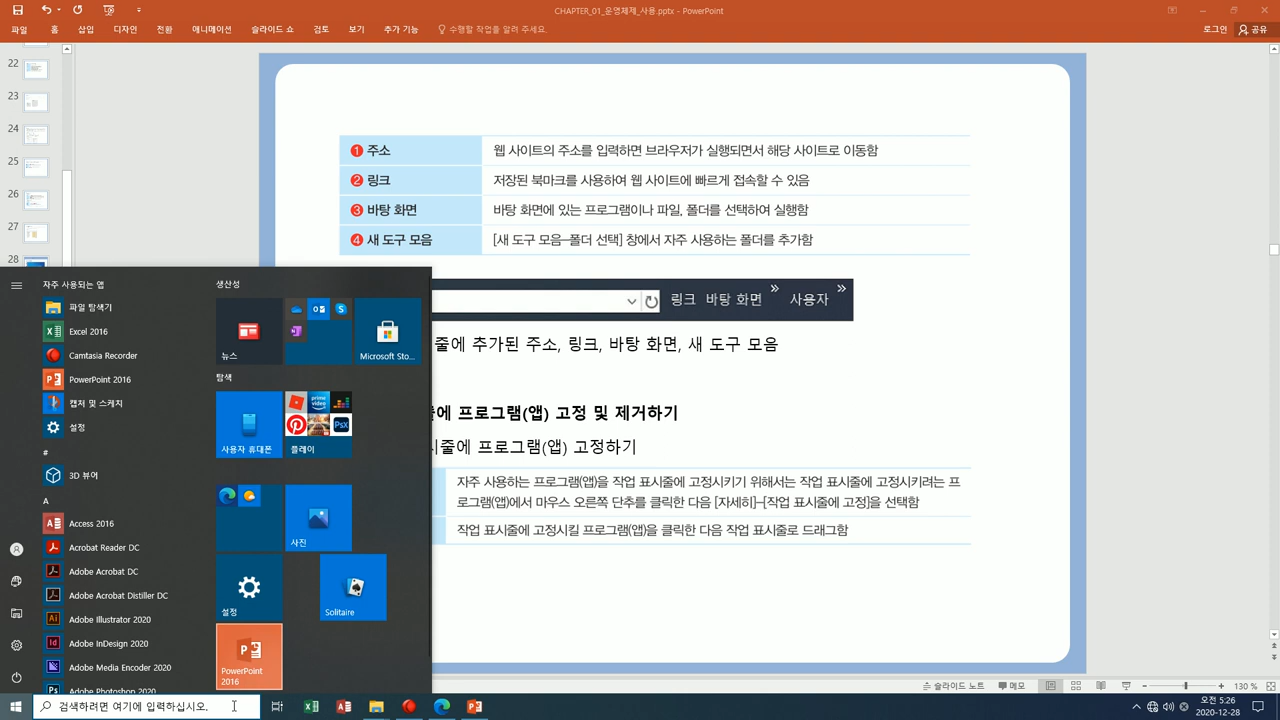 CHAPTER_01_운영체제_사용.pptx - PowerPoint
파일 홈 삽입 디자인 전환 애니메이션 슬라이드 쇼 검토 보기 추가 기능 수행할 작업을 알려 주세요.
로그인 공유
22
23
24
25
26
27
28
❶ 주소 웹 사이트의 주소를 입력하면 브라우저가 실행되면서 해당 사이트로 이동함
❷ 링크 저장된 북마크를 사용하여 웹 사이트에 빠르게 접속할 수 있음
❸ 바탕 화면 바탕 화면에 있는 프로그램이나 파일, 폴더를 선택하여 실행함
❹ 새 도구 모음 [새 도구 모음–폴더 선택] 창에서 자주 사용하는 폴더를 추가함
링크 바탕 화면 » 사용자 »
줄에 추가된 주소, 링크, 바탕 화면, 새 도구 모음
줄에 프로그램(앱) 고정 및 제거하기
시줄에 프로그램(앱) 고정하기
자주 사용하는 프로그램(앱)을 작업 표시줄에 고정시키기 위해서는 작업 표시줄에 고정시키려는 프
로그램(앱)에서 마우스 오른쪽 단추를 클릭한 다음 [자세히]–[작업 표시줄에 고정]을 선택함
작업 표시줄에 고정시킬 프로그램(앱)을 클릭한 다음 작업 표시줄로 드래그함
자주 사용되는 앱
파일 탐색기
Excel 2016
Camtasia Recorder
PowerPoint 2016
캡처 및 스케치
설정
#
3D 뷰어
A
Access 2016
Acrobat Reader DC
Adobe Acrobat DC
Adobe Acrobat Distiller DC
Adobe Illustrator 2020
Adobe InDesign 2020
Adobe Media Encoder 2020
Adobe Photoshop 2020
생산성
뉴스
Microsoft Sto...
탐색
사용자 휴대폰
플레이
prime video
PsX
사진
설정
Solitaire
PowerPoint
2016
검색하려면 여기에 입력하십시오.
슬라이드 노트 메모
130 %
오전 5:26
2020-12-28